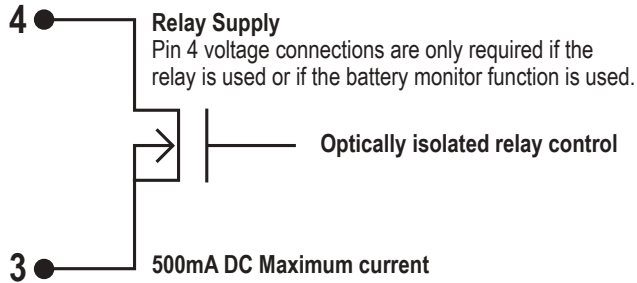 4
Relay Supply
Pin 4 voltage connections are only required if the
relay is used or if the battery monitor function is used.
Optically isolated relay control
3
500mA DC Maximum current